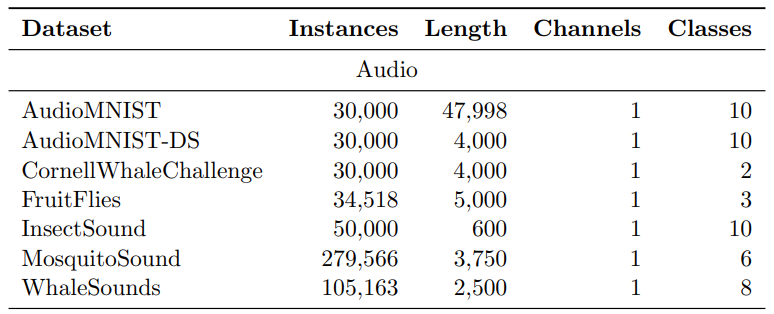 Dataset Instances Length Channels Classes
Audio
AudioMNIST 30,000 47,998 1 10
AudioMNIST-DS 30,000 4,000 1 10
CornellWhaleChallenge 30,000 4,000 1 2
FruitFlies 34,518 5,000 1 3
InsectSound 50,000 600 1 10
MosquitoSound 279,566 3,750 1 6
WhaleSounds 105,163 2,500 1 8